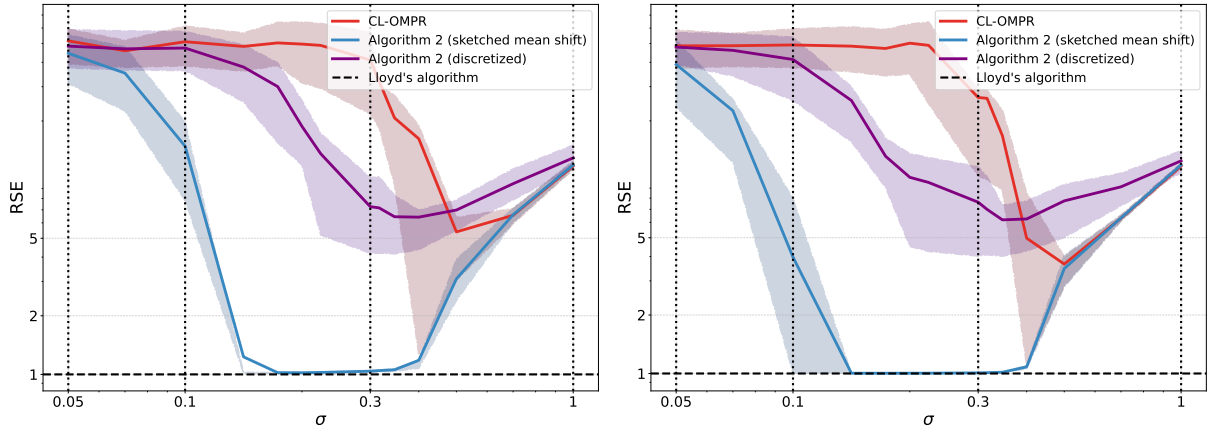 CL-OMPR
Algorithm 2 (sketched mean shift)
Algorithm 2 (discretized)
Lloyd's algorithm
RSE
5
2
1
0.05
0.1
0.3
1
σ
CL-OMPR
Algorithm 2 (sketched mean shift)
Algorithm 2 (discretized)
Lloyd's algorithm
RSE
5
2
1
0.05
0.1
0.3
1
σ